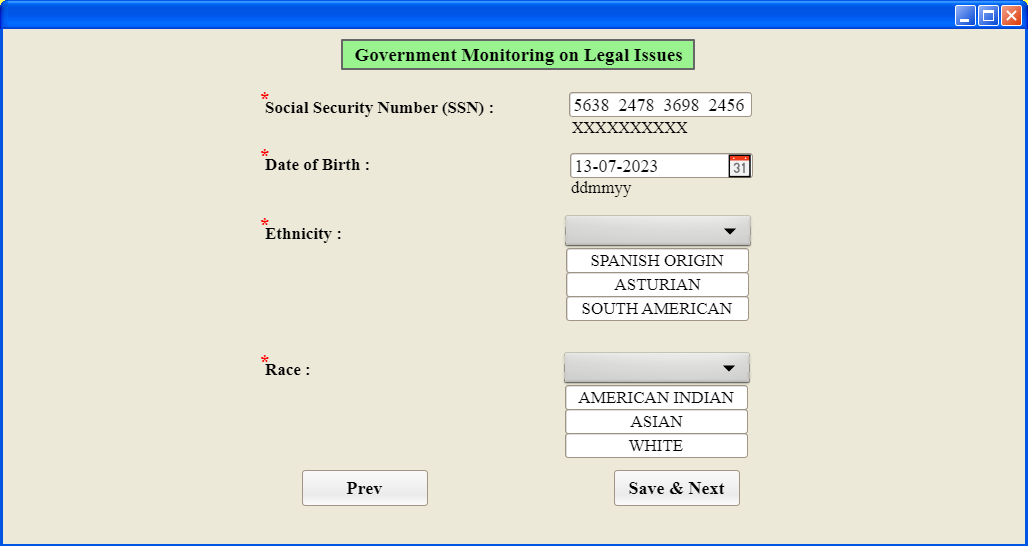 Government Monitoring on Legal Issues
* Social Security Number (SSN) : 5638 2478 3698 2456
XXXXXXXXXX
* Date of Birth : 13-07-2023 31
ddmmyy
* Ethnicity :
SPANISH ORIGIN
ASTURIAN
SOUTH AMERICAN
* Race :
AMERICAN INDIAN
ASIAN
WHITE
Prev Save & Next